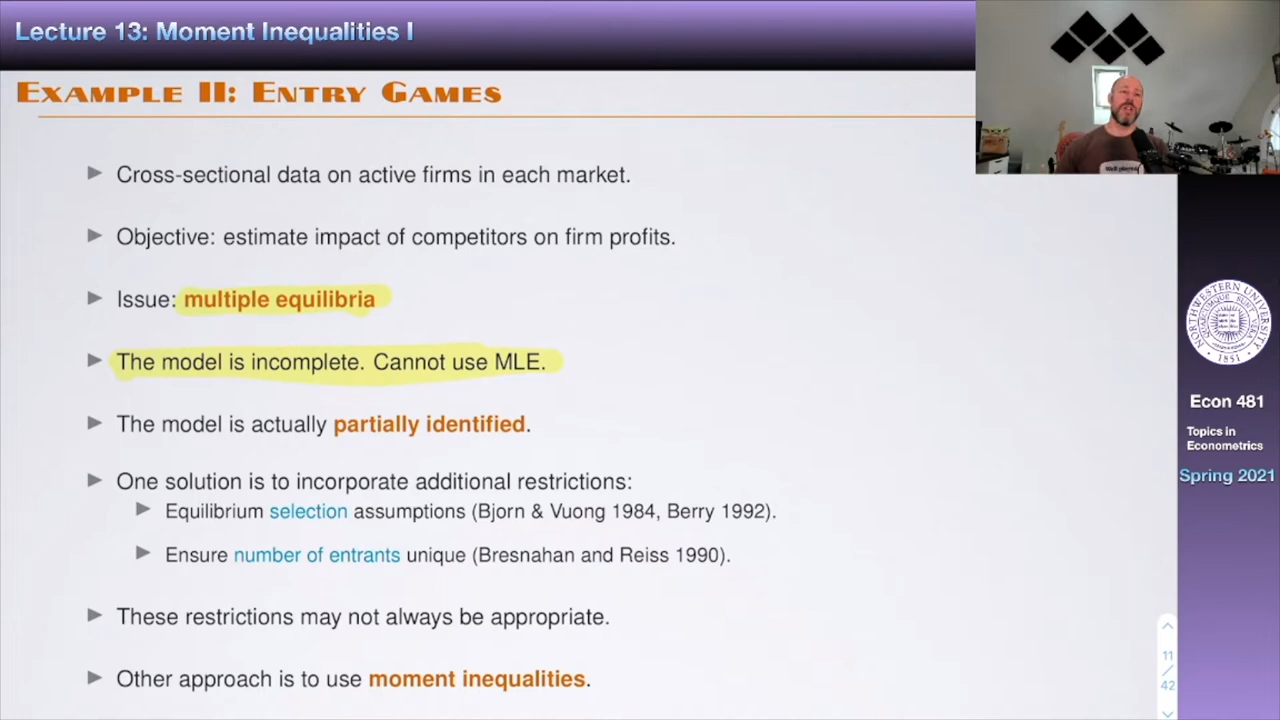 Lecture 13: Moment Inequalities I
Example II: Entry Games
Cross-sectional data on active firms in each market.
Objective: estimate impact of competitors on firm profits.
Issue: multiple equilibria
The model is incomplete. Cannot use MLE.
The model is actually partially identified.
One solution is to incorporate additional restrictions:
Equilibrium selection assumptions (Bjorn & Vuong 1984, Berry 1992).
Ensure number of entrants unique (Bresnahan and Reiss 1990).
These restrictions may not always be appropriate.
Other approach is to use moment inequalities.
NORTHWESTERN UNIVERSITY
1851
Econ 481
Topics in
Econometrics
Spring 2021
11
/
42